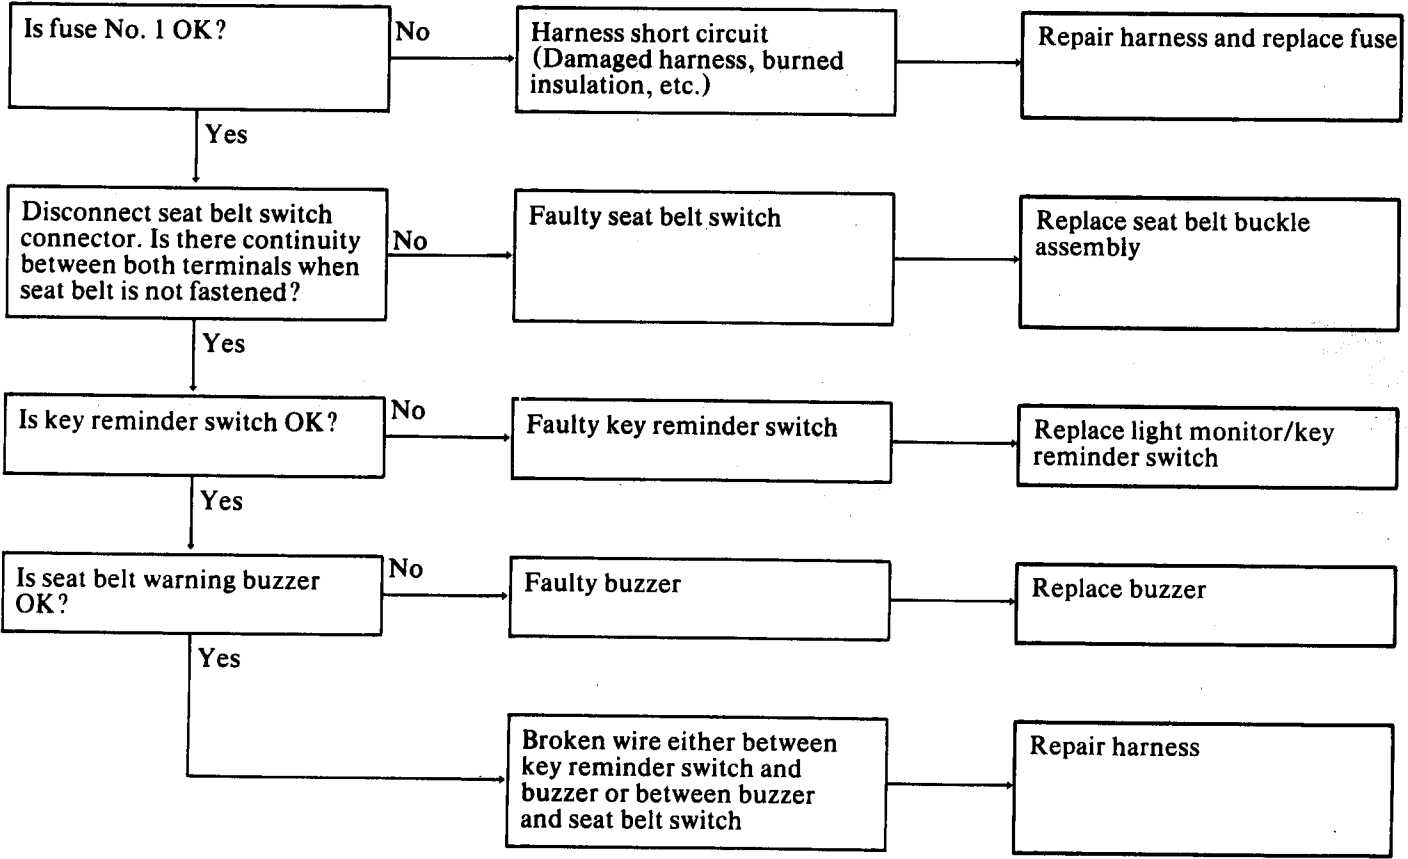 Is fuse No. 1 OK?
No
Harness short circuit
(Damaged harness, burned
insulation, etc.)
Repair harness and replace fuse
Yes
Disconnect seat belt switch
connector. Is there continuity
between both terminals when
seat belt is not fastened?
No
Faulty seat belt switch
Replace seat belt buckle
assembly
Yes
Is key reminder switch OK?
No
Faulty key reminder switch
Replace light monitor/key
reminder switch
Yes
Is seat belt warning buzzer
OK?
No
Faulty buzzer
Replace buzzer
Yes
Broken wire either between
key reminder switch and
buzzer or between buzzer
and seat belt switch
Repair harness